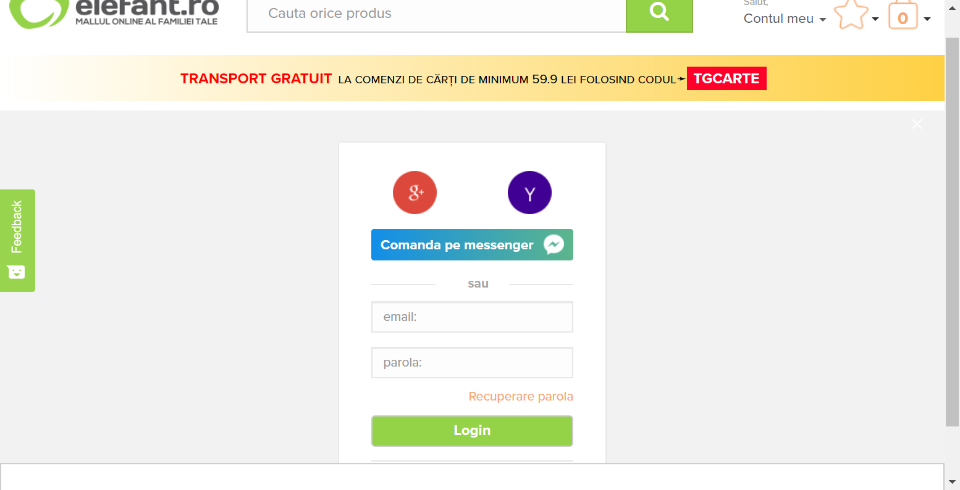 elefant.ro
MALLUL ONLINE AL FAMILIEI TALE
Cauta orice produs
Salut,
Contul meu
0
TRANSPORT GRATUIT LA COMENZI DE CĂRȚI DE MINIMUM 59.9 LEI FOLOSIND CODUL TGCARTE
Feedback
g+
Y
Comanda pe messenger
sau
email:
parola:
Recuperare parola
Login